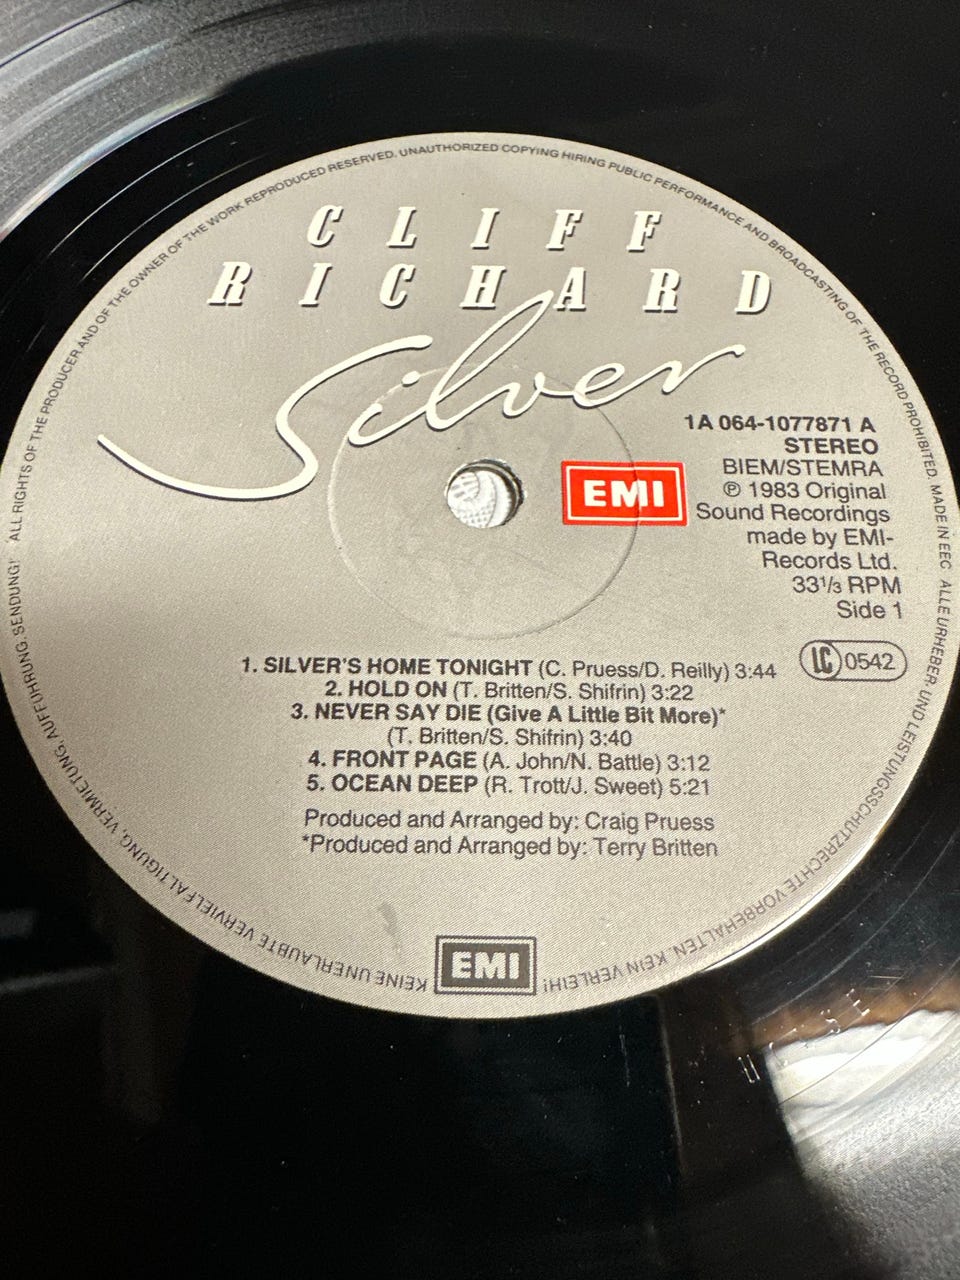 ALL RIGHTS OF THE PRODUCER AND OF THE OWNER OF THE WORK REPRODUCED RESERVED. UNAUTHORIZED COPYING HIRING PUBLIC PERFORMANCE AND BROADCASTING OF THE RECORD PROHIBITED. MADE IN EEC
CLIFF
RICHARD
Silver
1A 064-1077871 A
STEREO
EMI
BIEM/STEMRA
℗ 1983 Original
Sound Recordings
made by EMI-
Records Ltd.
33 1/3 RPM
Side 1
LC 0542
1. SILVER'S HOME TONIGHT (C. Pruess/D. Reilly) 3:44
2. HOLD ON (T. Britten/S. Shifrin) 3:22
3. NEVER SAY DIE (Give A Little Bit More)*
(T. Britten/S. Shifrin) 3:40
4. FRONT PAGE (A. John/N. Battle) 3:12
5. OCEAN DEEP (R. Trott/J. Sweet) 5:21
Produced and Arranged by: Craig Pruess
*Produced and Arranged by: Terry Britten
EMI
ALLE URHEBER UND LEISTUNGSSCHUTZRECHTE VORBEHALTEN. KEIN VERLEIH! KEINE UNERLAUBTE VERVIELFÄLTIGUNG, VERMIETUNG, AUFFÜHRUNG, SENDUNG!